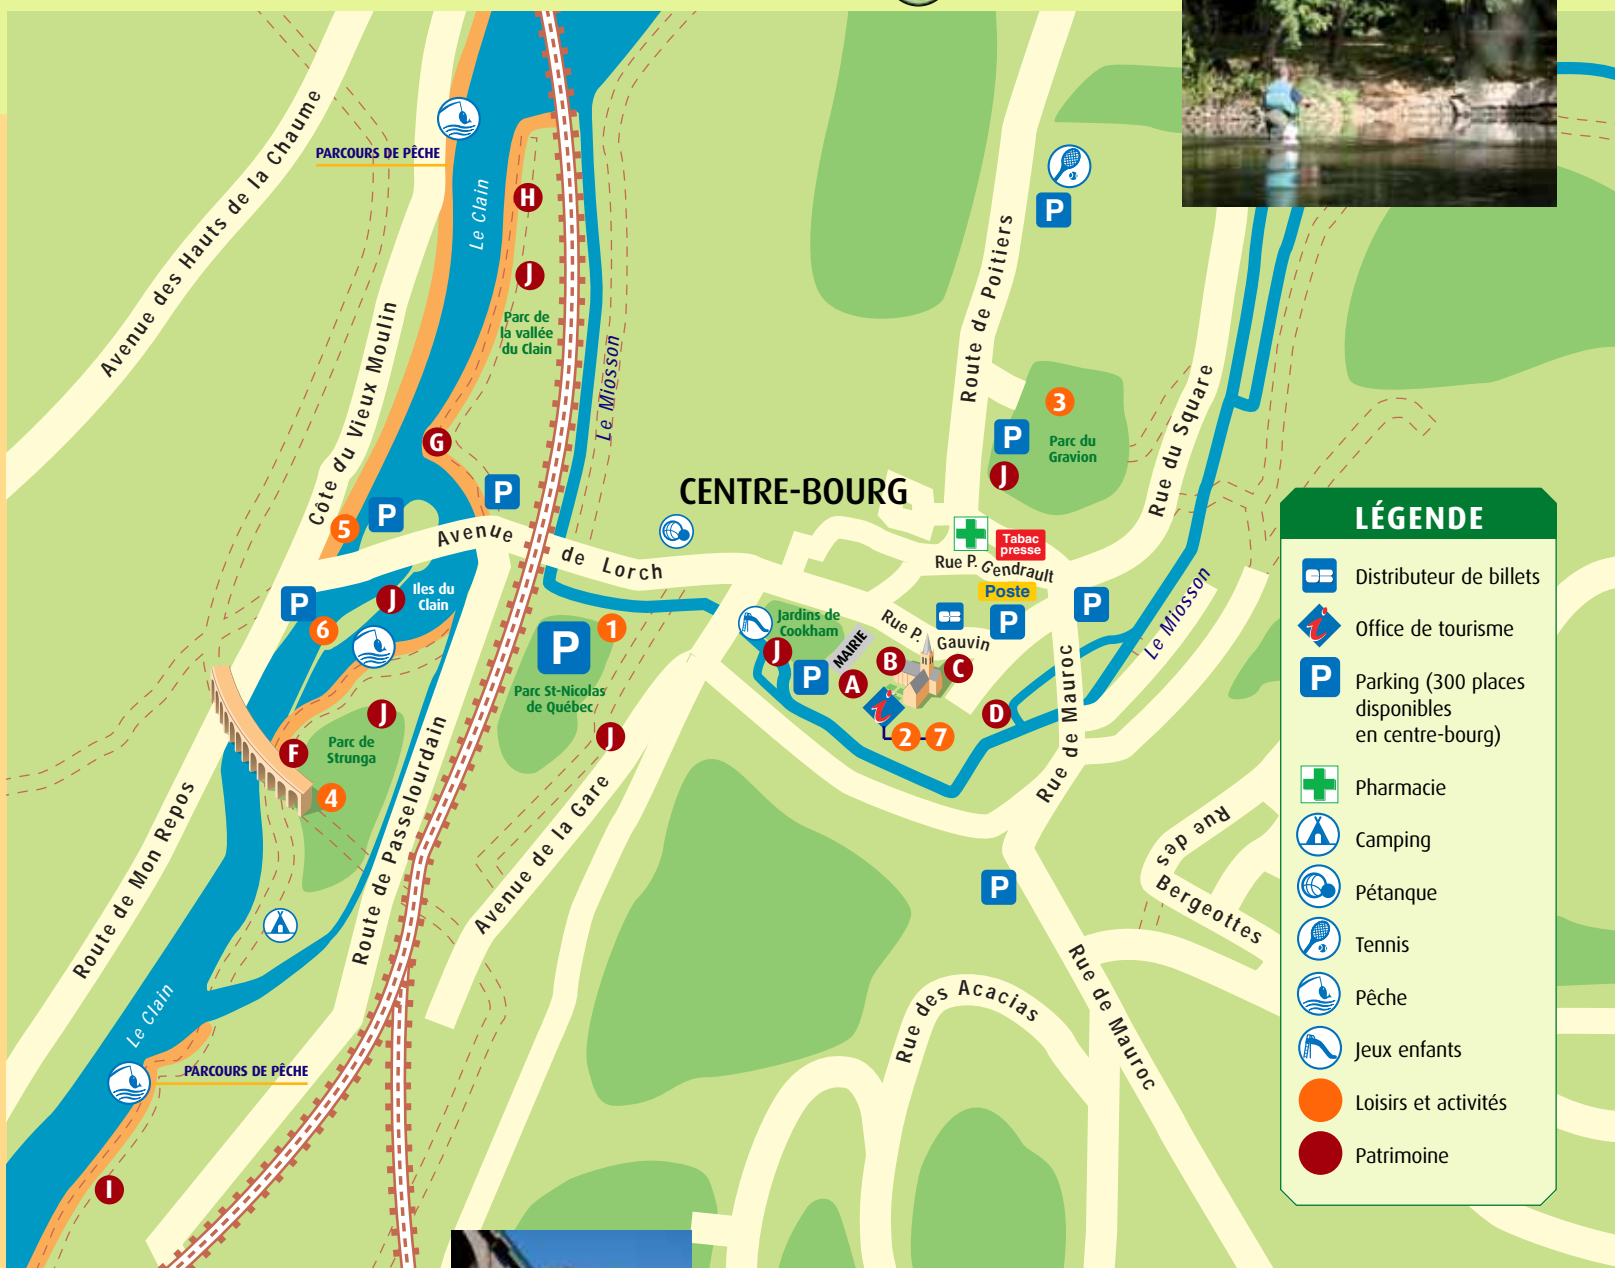 Avenue des Hauts de la Chaume
PARCOURS DE PÊCHE
Le Clain
H
J
Parc de
la vallée
du Clain
Le Miosson
Côte du Vieux Moulin
G
P
P
5
Avenue de Lorch
P
J
Iles du
Clain
6
P
1
Parc St-Nicolas
de Québec
J
J
F
Parc de
Strunga
4
Route de Mon Repos
Route de Passelourdain
Avenue de la Gare
Le Clain
PARCOURS DE PÊCHE
I
CENTRE-BOURG
P
Route de Poitiers
3
P
Parc du
Gravion
J
Rue du Square
Tabac
presse
Rue P. Gendrault
Poste
P
P
Jardins de
Cookham
J
P
MAIRIE
Rue P. Gauvin
B
C
A
i
D
2
7
Le Miosson
Rue de Mauroc
P
Rue des
Bergeottes
Rue des Acacias
Rue de Mauroc
LÉGENDE
Distributeur de billets
i
Office de tourisme
P
Parking (300 places
disponibles
en centre-bourg)
Pharmacie
Camping
Pétanque
Tennis
Pêche
Jeux enfants
Loisirs et activités
Patrimoine